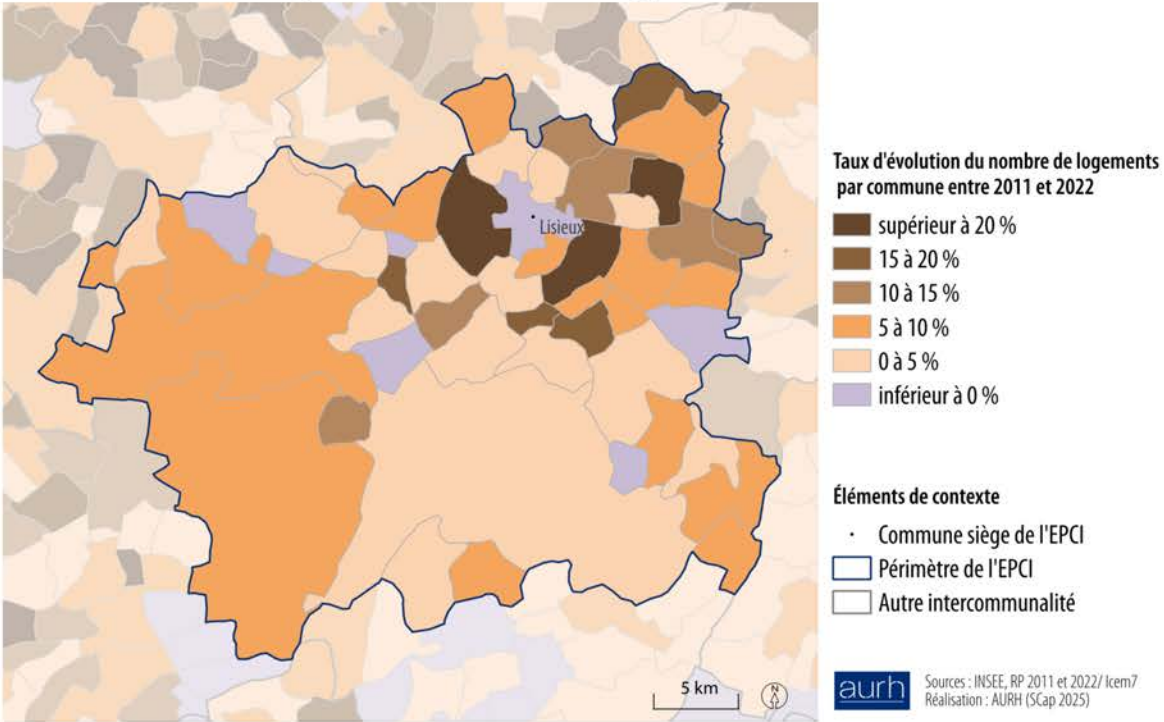 Lisieux
5 km
N
Taux d'évolution du nombre de logements
par commune entre 2011 et 2022
supérieur à 20 %
15 à 20 %
10 à 15 %
5 à 10 %
0 à 5 %
inférieur à 0 %
Éléments de contexte
Commune siège de l'EPCI
Périmètre de l'EPCI
Autre intercommunalité
aurh
Sources : INSEE, RP 2011 et 2022/ Icem7
Réalisation : AURH (SCap 2025)